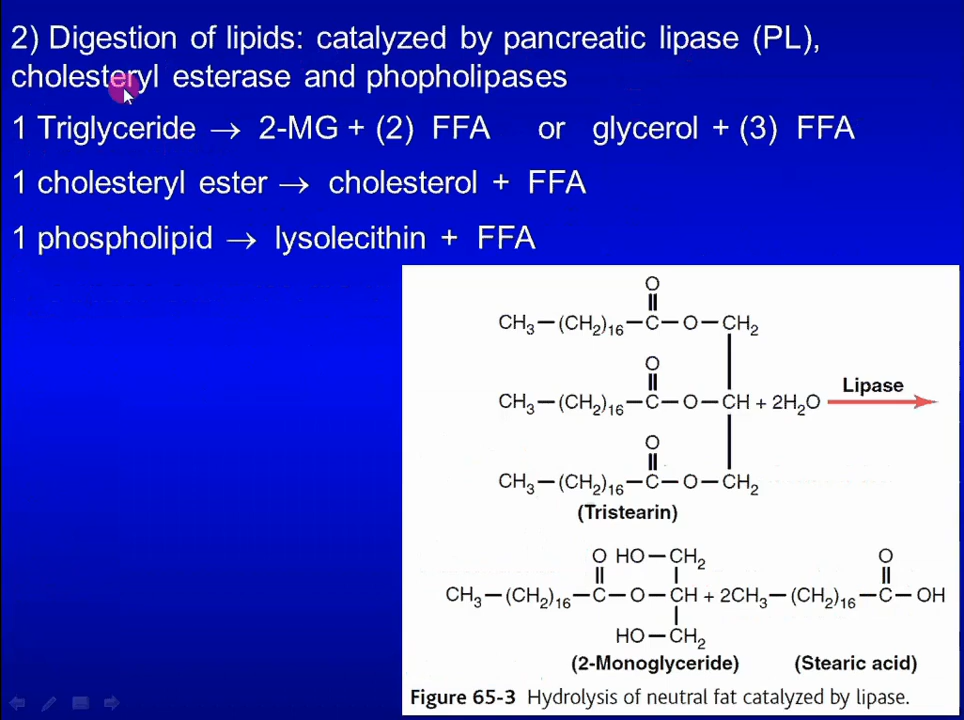 2) Digestion of lipids: catalyzed by pancreatic lipase (PL),
cholesteryl esterase and phopholipases
1 Triglyceride → 2-MG + (2) FFA or glycerol + (3) FFA
1 cholesteryl ester → cholesterol + FFA
1 phospholipid → lysolecithin + FFA
O
CH₃—(CH₂)₁₆—C—O—CH₂
O
CH₃—(CH₂)₁₆—C—O—CH + 2H₂O
Lipase
O
CH₃—(CH₂)₁₆—C—O—CH₂
(Tristearin)
O HO—CH₂ O
CH₃—(CH₂)₁₆—C—O—CH + 2CH₃—(CH₂)₁₆—C—OH
HO—CH₂
(2-Monoglyceride) (Stearic acid)
Figure 65-3 Hydrolysis of neutral fat catalyzed by lipase.